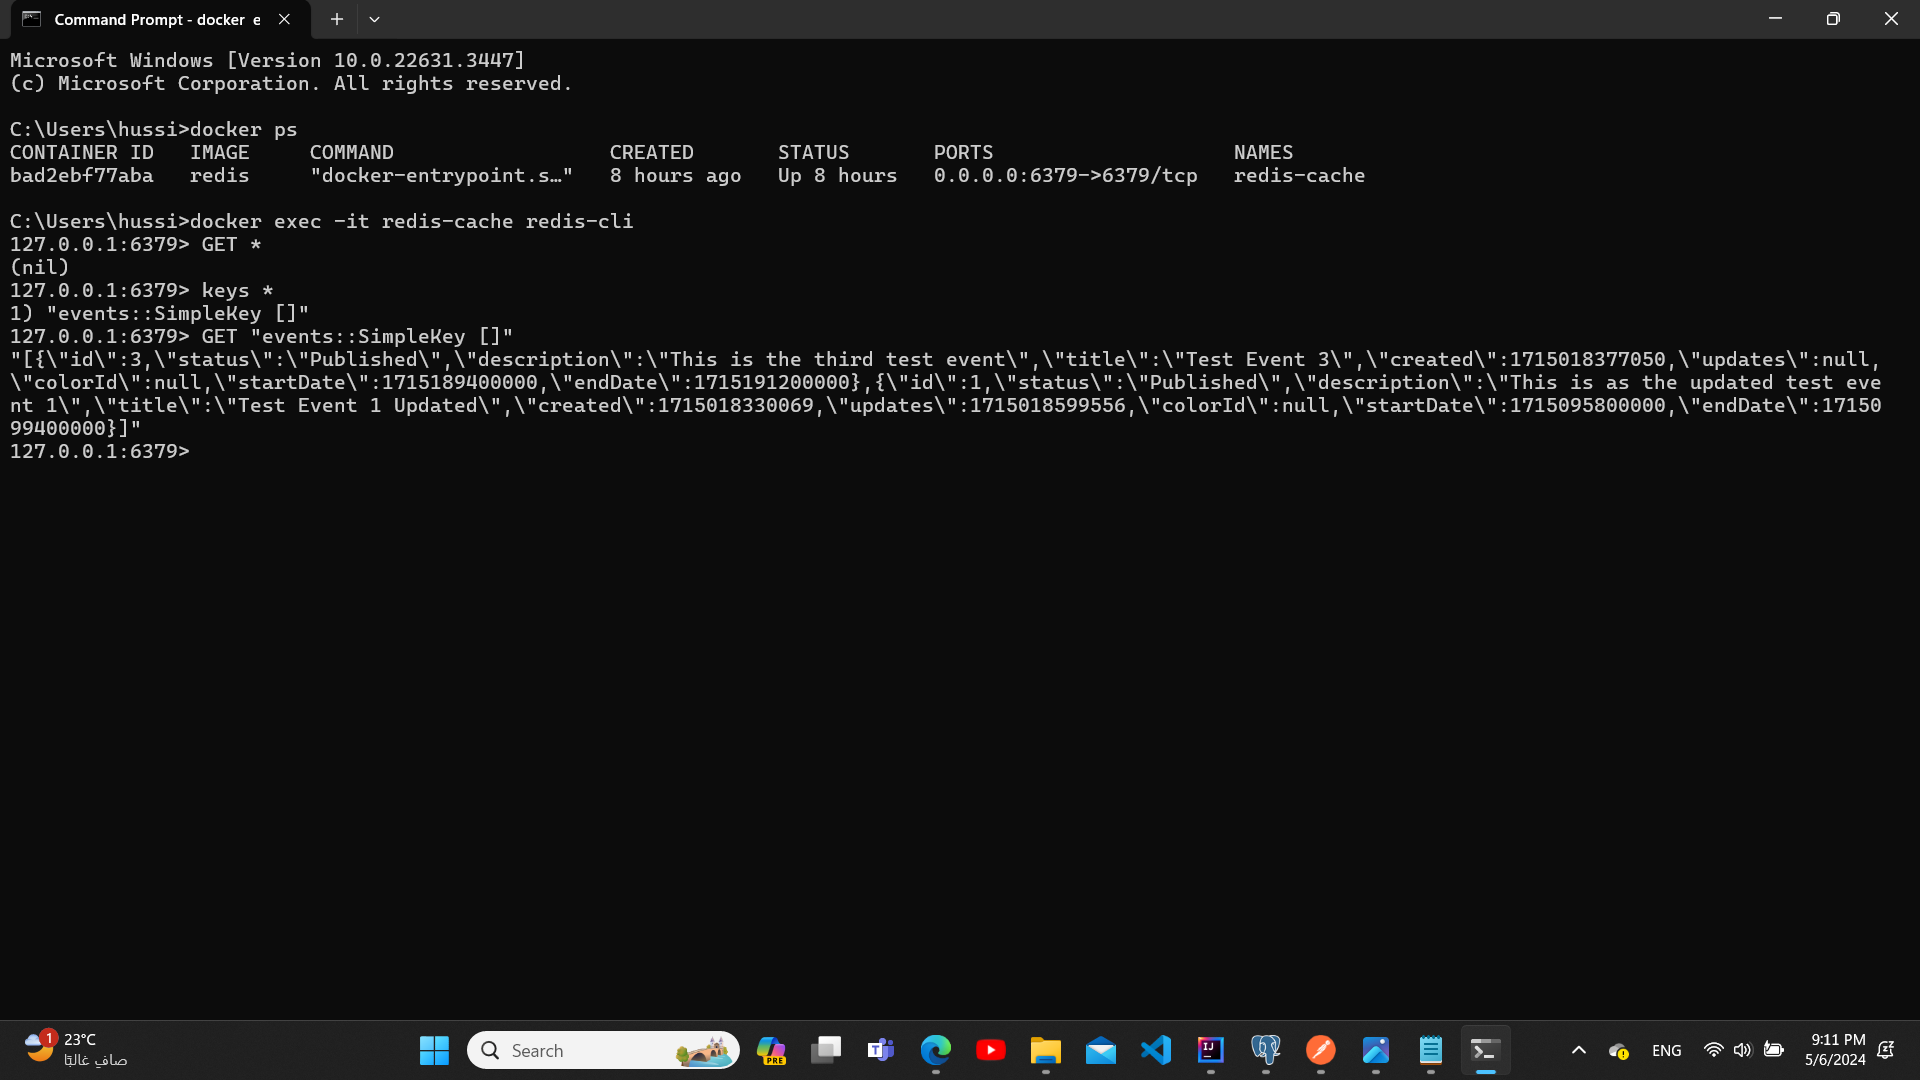 Command Prompt - docker  e
Microsoft Windows [Version 10.0.22631.3447]
(c) Microsoft Corporation. All rights reserved.
C:\Users\hussi>docker ps
CONTAINER ID   IMAGE     COMMAND                  CREATED       STATUS       PORTS                    NAMES
bad2ebf77aba   redis     "docker-entrypoint.s…"   8 hours ago   Up 8 hours   0.0.0.0:6379->6379/tcp   redis-cache
C:\Users\hussi>docker exec -it redis-cache redis-cli
127.0.0.1:6379> GET *
(nil)
127.0.0.1:6379> keys *
1) "events::SimpleKey []"
127.0.0.1:6379> GET "events::SimpleKey []"
"[{\"id\":3,\"status\":\"Published\",\"description\":\"This is the third test event\",\"title\":\"Test Event 3\",\"created\":1715018377050,\"updates\":null,
\"colorId\":null,\"startDate\":1715189400000,\"endDate\":1715191200000},{\"id\":1,\"status\":\"Published\",\"description\":\"This is as the updated test eve
nt 1\",\"title\":\"Test Event 1 Updated\",\"created\":1715018330069,\"updates\":1715018599556,\"colorId\":null,\"startDate\":1715095800000,\"endDate\":17150
99400000}]"
127.0.0.1:6379>
1
23°C
صافٍ غالبًا
Search
PRE
ENG
9:11 PM
5/6/2024